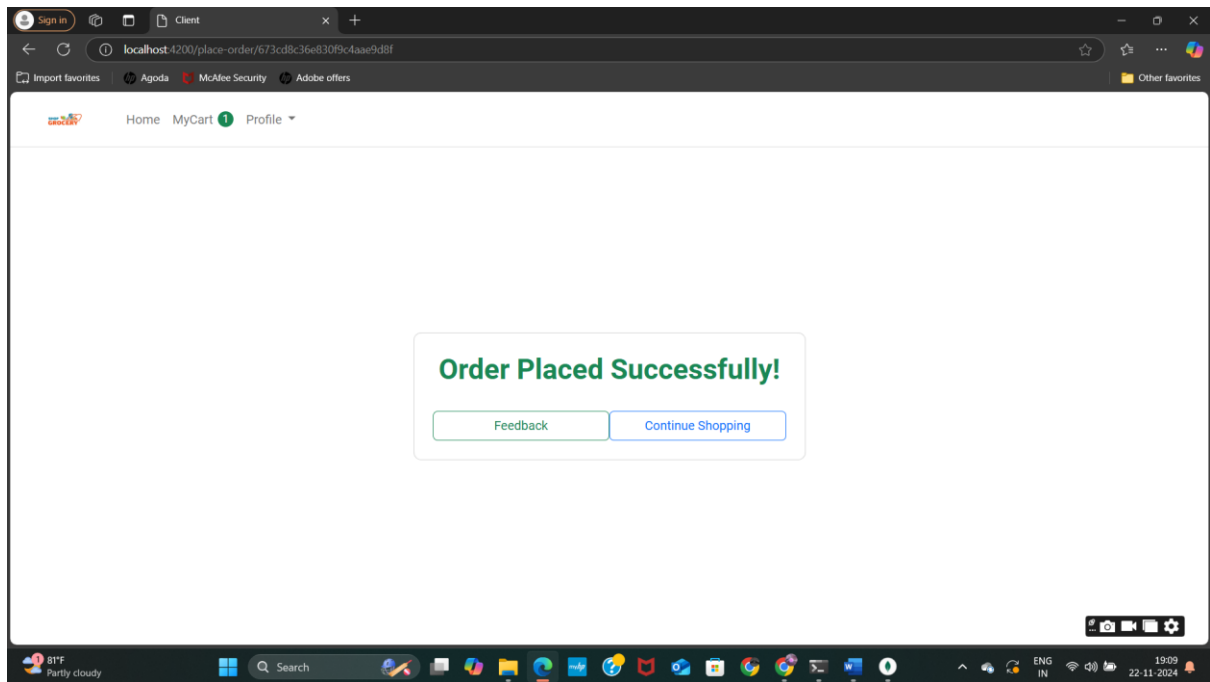 Sign in
Client
localhost:4200/place-order/673cd8c36e830f9c4aae9d8f
Import favorites Agoda McAfee Security Adobe offers Other favorites
GROCERY
Home MyCart 1 Profile
Order Placed Successfully!
Feedback Continue Shopping
1
81°F
Partly cloudy
Search
ENG
IN
19:09
22-11-2024